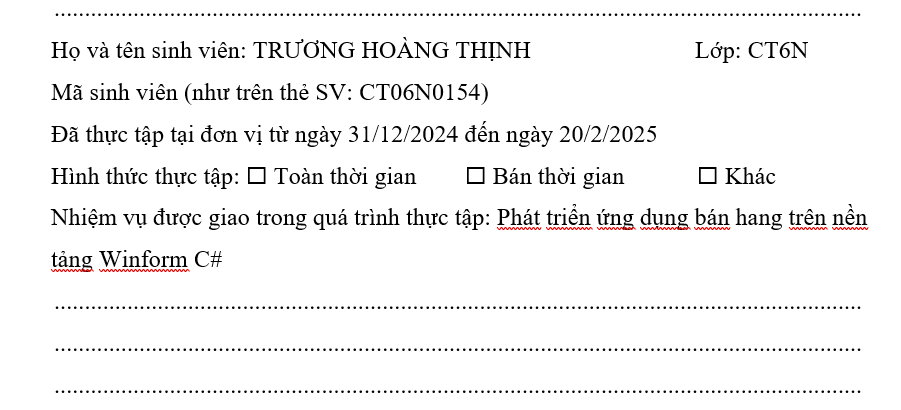 Họ và tên sinh viên: TRƯƠNG HOÀNG THỊNH Lớp: CT6N
Mã sinh viên (như trên thẻ SV: CT06N0154)
Đã thực tập tại đơn vị từ ngày 31/12/2024 đến ngày 20/2/2025
Hình thức thực tập: ☐ Toàn thời gian ☐ Bán thời gian ☐ Khác
Nhiệm vụ được giao trong quá trình thực tập: Phát triển ứng dụng bán hang trên nền
tảng Winform C#